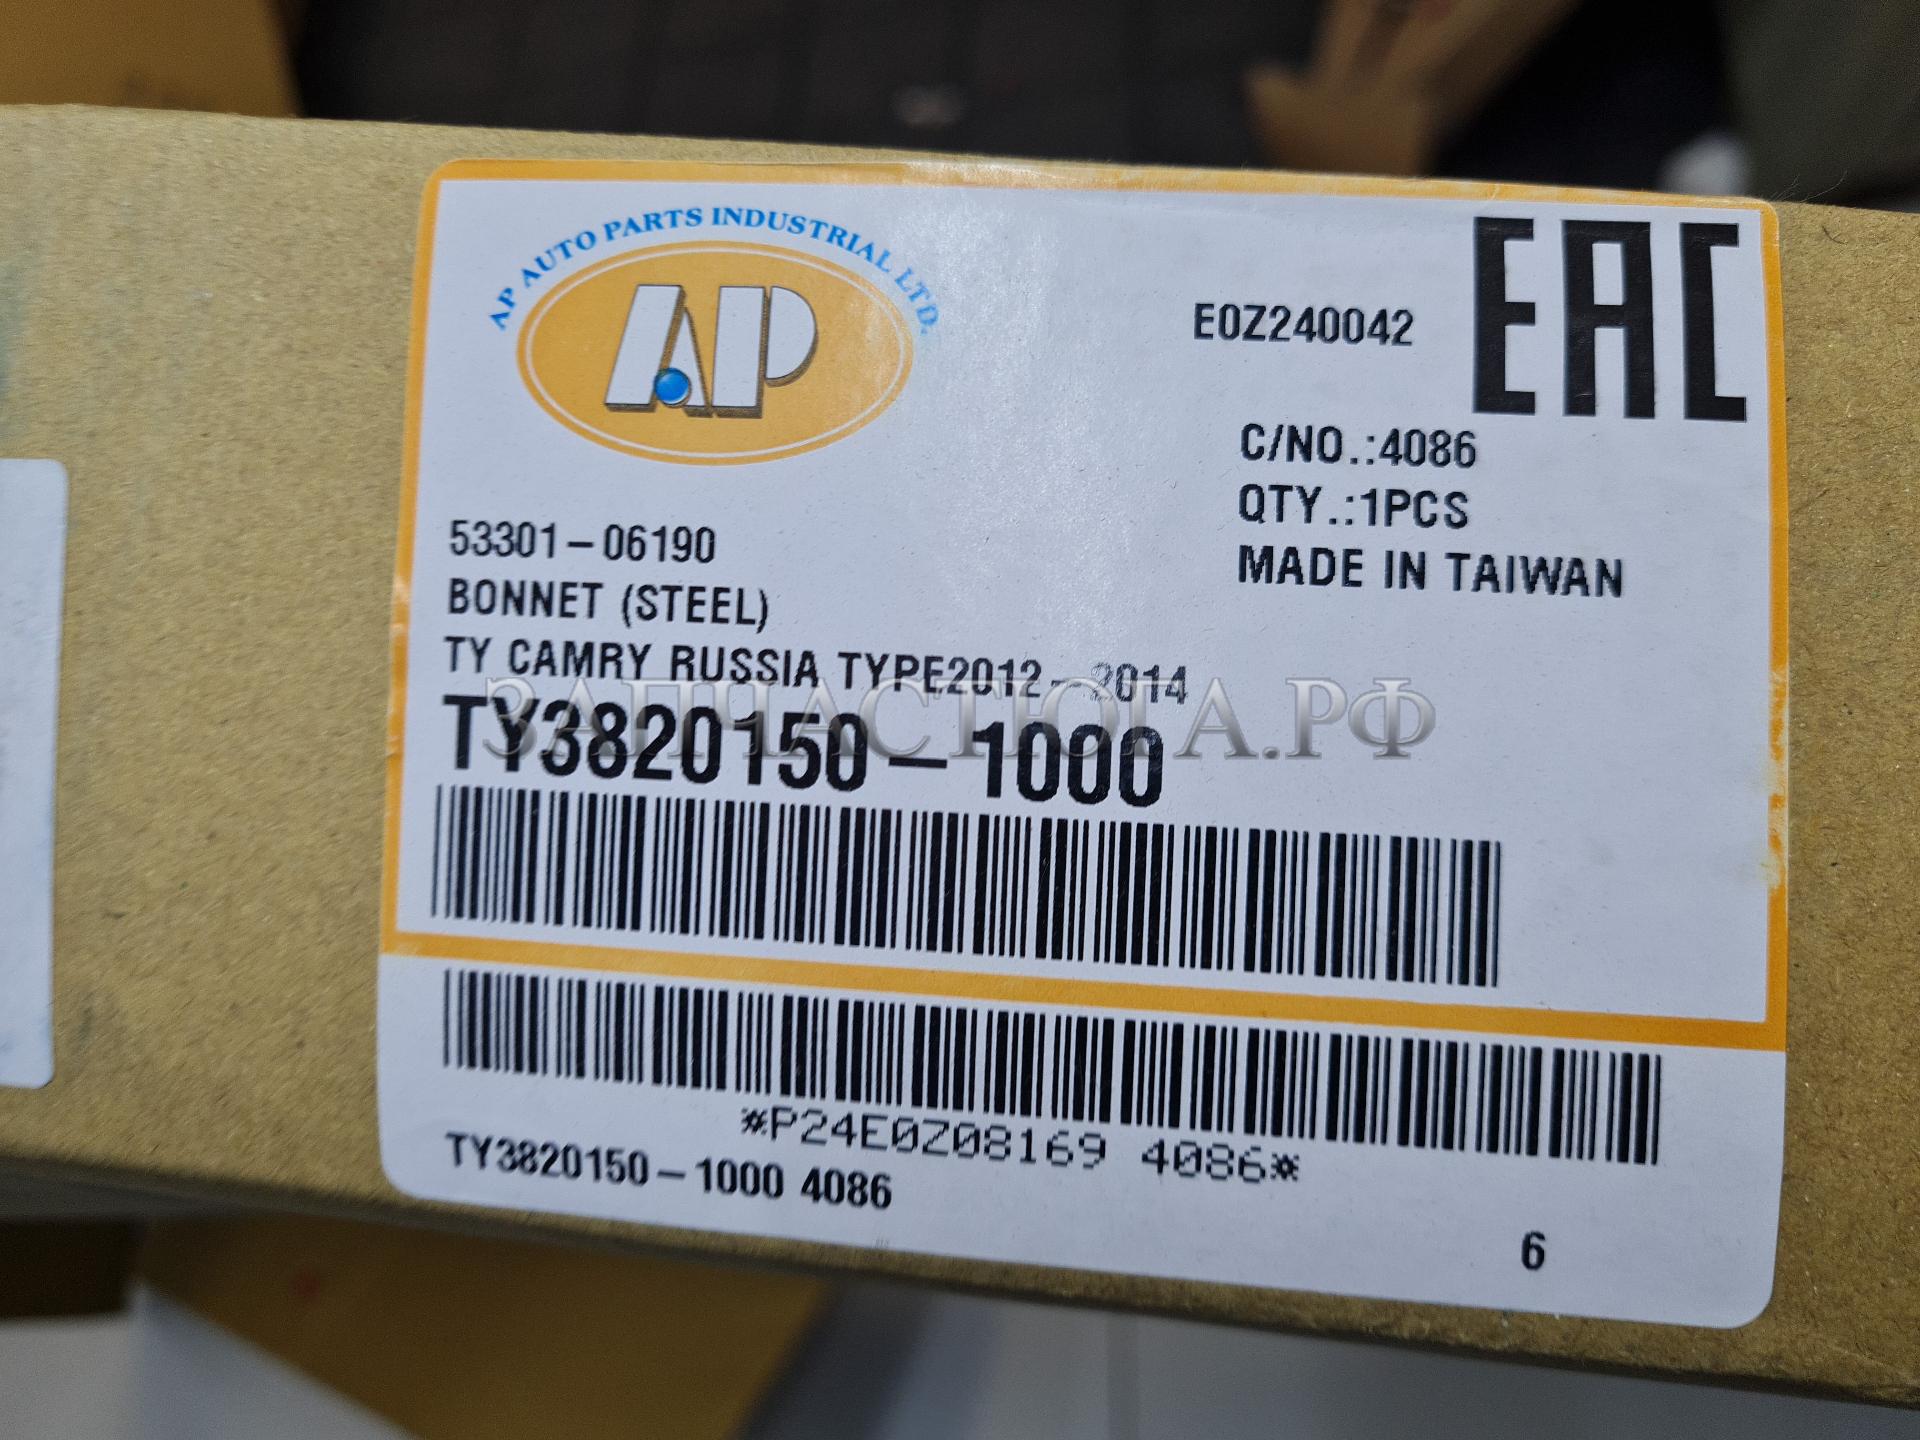 AP AUTO PARTS INDUSTRIAL LTD.
AP
EAC
E0Z240042
C/NO.:4086
QTY.:1PCS
MADE IN TAIWAN
53301-06190
BONNET (STEEL)
TY CAMRY RUSSIA TYPE2012-2014
ЗАПЧАСТЮГА.РФ
TY3820150-1000
*P24E0Z08169 4086*
TY3820150-1000 4086
6